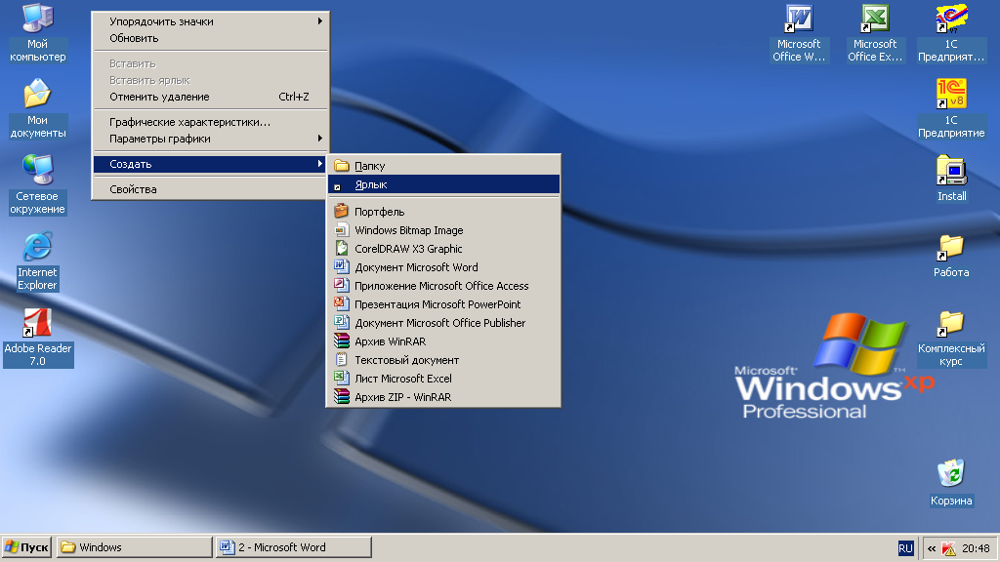 Мой
компьютер
Мои
документы
Сетевое
окружение
Internet
Explorer
Adobe Reader
7.0
Упорядочить значки
Обновить
Вставить
Вставить ярлык
Отменить удаление Ctrl+Z
Графические характеристики...
Параметры графики
Создать
Свойства
Папку
Ярлык
Портфель
Windows Bitmap Image
CorelDRAW X3 Graphic
Документ Microsoft Word
Приложение Microsoft Office Access
Презентация Microsoft PowerPoint
Документ Microsoft Office Publisher
Архив WinRAR
Текстовый документ
Лист Microsoft Excel
Архив ZIP - WinRAR
Microsoft
Office W...
Microsoft
Office Ex...
1С
Предприят...
1С
Предприятие
Install
Работа
Комплексный
курс
Microsoft
Windows xp
Professional
Корзина
Пуск
Windows
2 - Microsoft Word
RU
« 20:48